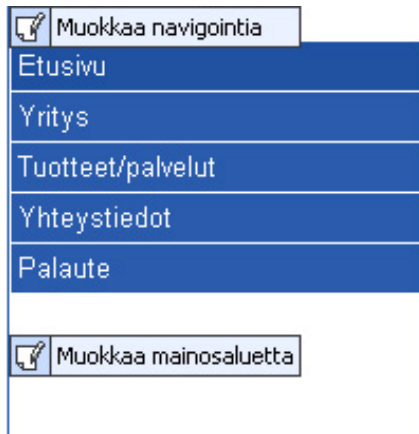 Muokkaa navigointia
Etusivu
Yritys
Tuotteet/palvelut
Yhteystiedot
Palaute
Muokkaa mainosaluetta